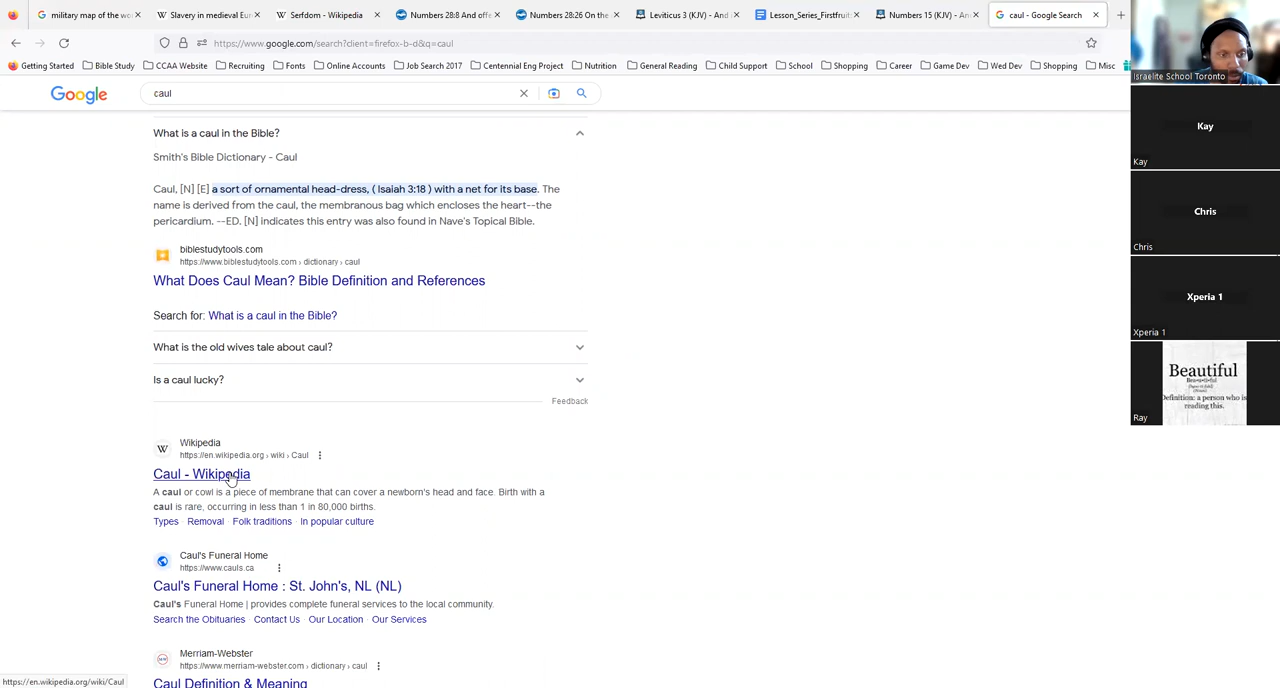 military map of the wo
Slavery in medieval Eur
Serfdom - Wikipedia
Numbers 28:8 And offe
Numbers 28:26 On the
Leviticus 3 (KJV) - And
Lesson_Series_Firstfruits
Numbers 15 (KJV) - An
caul - Google Search
https://www.google.com/search?client=firefox-b-d&q=caul
Getting Started
Bible Study
CCAA Website
Recruiting
Fonts
Online Accounts
Job Search 2017
Centennial Eng Project
Nutrition
General Reading
Child Support
School
Shopping
Career
Game Dev
Wed Dev
Shopping
Misc
Google
caul
What is a caul in the Bible?
Smith's Bible Dictionary - Caul
Caul, [N] [E] a sort of ornamental head-dress, ( Isaiah 3:18 ) with a net for its base. The
name is derived from the caul, the membranous bag which encloses the heart--the
pericardium. --ED. [N] indicates this entry was also found in Nave's Topical Bible.
biblestudytools.com
https://www.biblestudytools.com › dictionary › caul
What Does Caul Mean? Bible Definition and References
Search for: What is a caul in the Bible?
What is the old wives tale about caul?
Is a caul lucky?
Feedback
Wikipedia
https://en.wikipedia.org › wiki › Caul
Caul - Wikipedia
A caul or cowl is a piece of membrane that can cover a newborn's head and face. Birth with a
caul is rare, occurring in less than 1 in 80,000 births.
Types · Removal · Folk traditions · In popular culture
Caul's Funeral Home
https://www.cauls.ca
Caul's Funeral Home : St. John's, NL (NL)
Caul's Funeral Home | provides complete funeral services to the local community.
Search the Obituaries · Contact Us · Our Location · Our Services
Merriam-Webster
https://www.merriam-webster.com › dictionary › caul
Caul Definition & Meaning
https://en.wikipedia.org/wiki/Caul
Israelite School Toronto
Kay
Kay
Chris
Chris
Xperia 1
Xperia 1
Beautiful
Definition: a person who is
reading this.
Ray